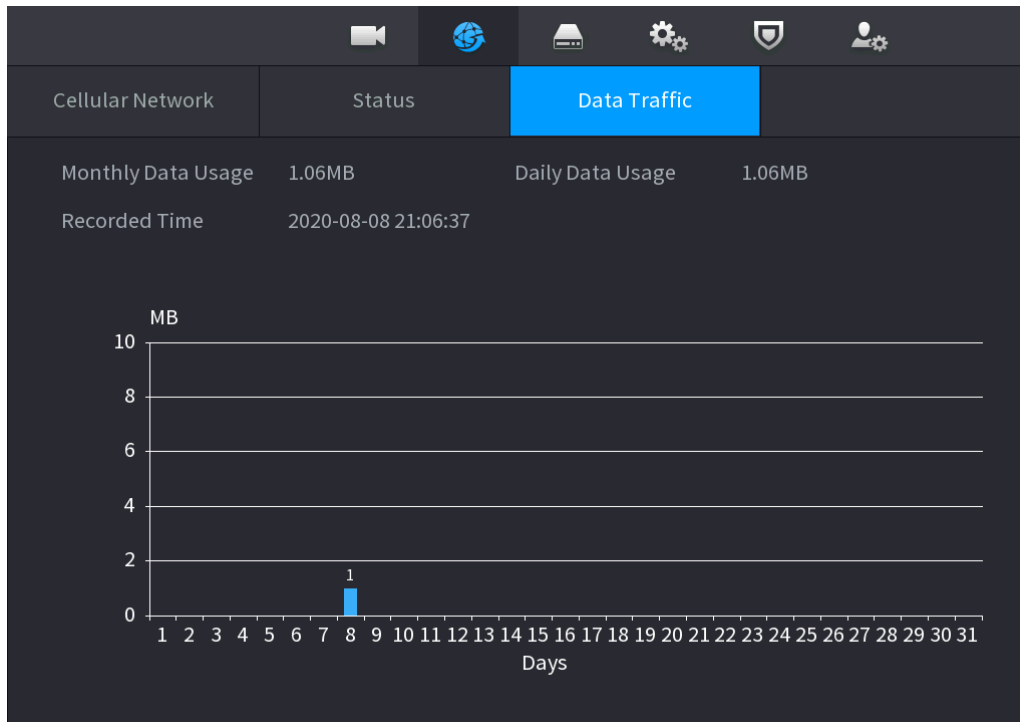 Cellular Network Status Data Traffic
Monthly Data Usage 1.06MB Daily Data Usage 1.06MB
Recorded Time 2020-08-08 21:06:37
MB
10
8
6
4
2
1
0
1 2 3 4 5 6 7 8 9 10 11 12 13 14 15 16 17 18 19 20 21 22 23 24 25 26 27 28 29 30 31
Days